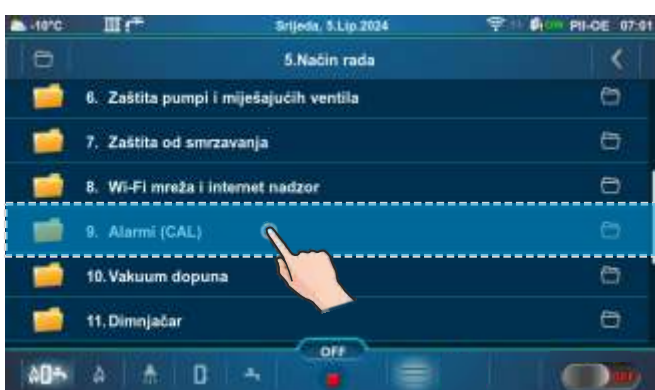 -10°C Srijeda, 5.Lip.2024 PII-OE 07:01
5.Način rada
6. Zaštita pumpi i miješajućih ventila
7. Zaštita od smrzavanja
8. Wi-Fi mreža i internet nadzor
9. Alarmi (CAL)
10. Vakuum dopuna
11. Dimnjačar
OFF
OFF